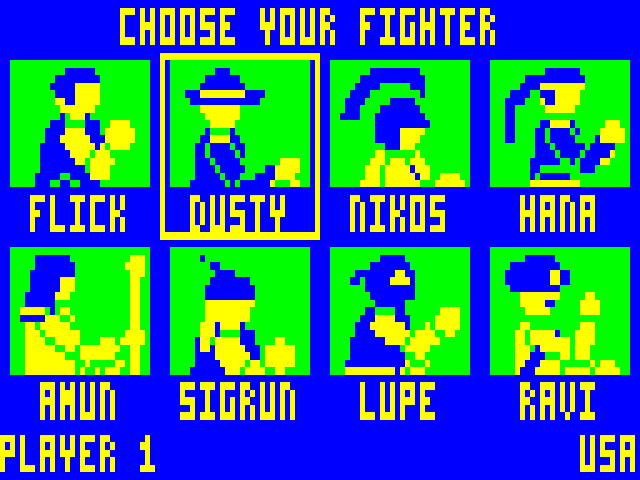 CHOOSE YOUR FIGHTER
FLICK DUSTY NIKOS HANA
AMUN SIGRUN LUPE RAVI
PLAYER 1 USA